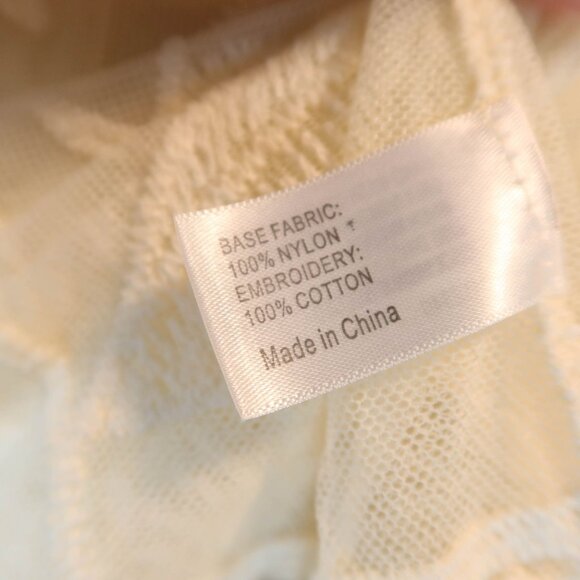 BASE FABRIC:
100% NYLON
EMBROIDERY:
100% COTTON
Made in China